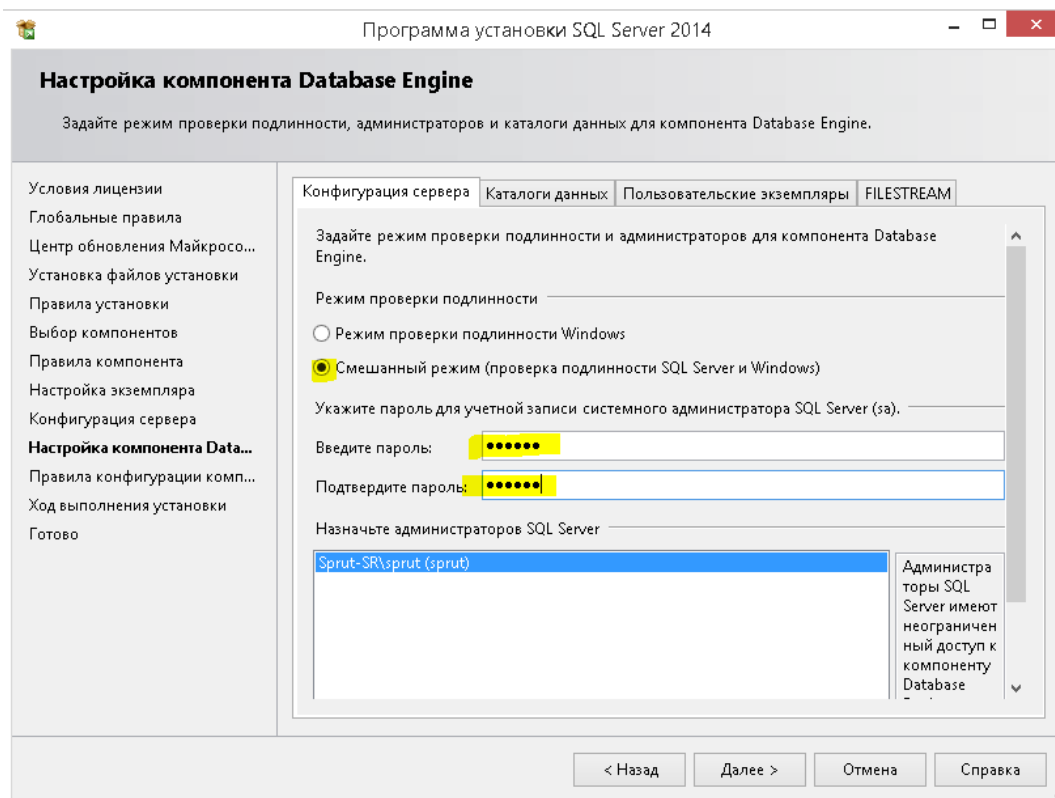 Программа установки SQL Server 2014
Настройка компонента Database Engine
Задайте режим проверки подлинности, администраторов и каталоги данных для компонента Database Engine.
Условия лицензии
Глобальные правила
Центр обновления Майкросо...
Установка файлов установки
Правила установки
Выбор компонентов
Правила компонента
Настройка экземпляра
Конфигурация сервера
Настройка компонента Data...
Правила конфигурации комп...
Ход выполнения установки
Готово
Конфигурация сервера
Каталоги данных
Пользовательские экземпляры
FILESTREAM
Задайте режим проверки подлинности и администраторов для компонента Database
Engine.
Режим проверки подлинности
Режим проверки подлинности Windows
Смешанный режим (проверка подлинности SQL Server и Windows)
Укажите пароль для учетной записи системного администратора SQL Server (sa).
Введите пароль: ●●●●●●
Подтвердите пароль: ●●●●●●
Назначьте администраторов SQL Server
Sprut-SR\sprut (sprut)
Администра
торы SQL
Server имеют
неограничен
ный доступ к
компоненту
Database
< Назад
Далее >
Отмена
Справка